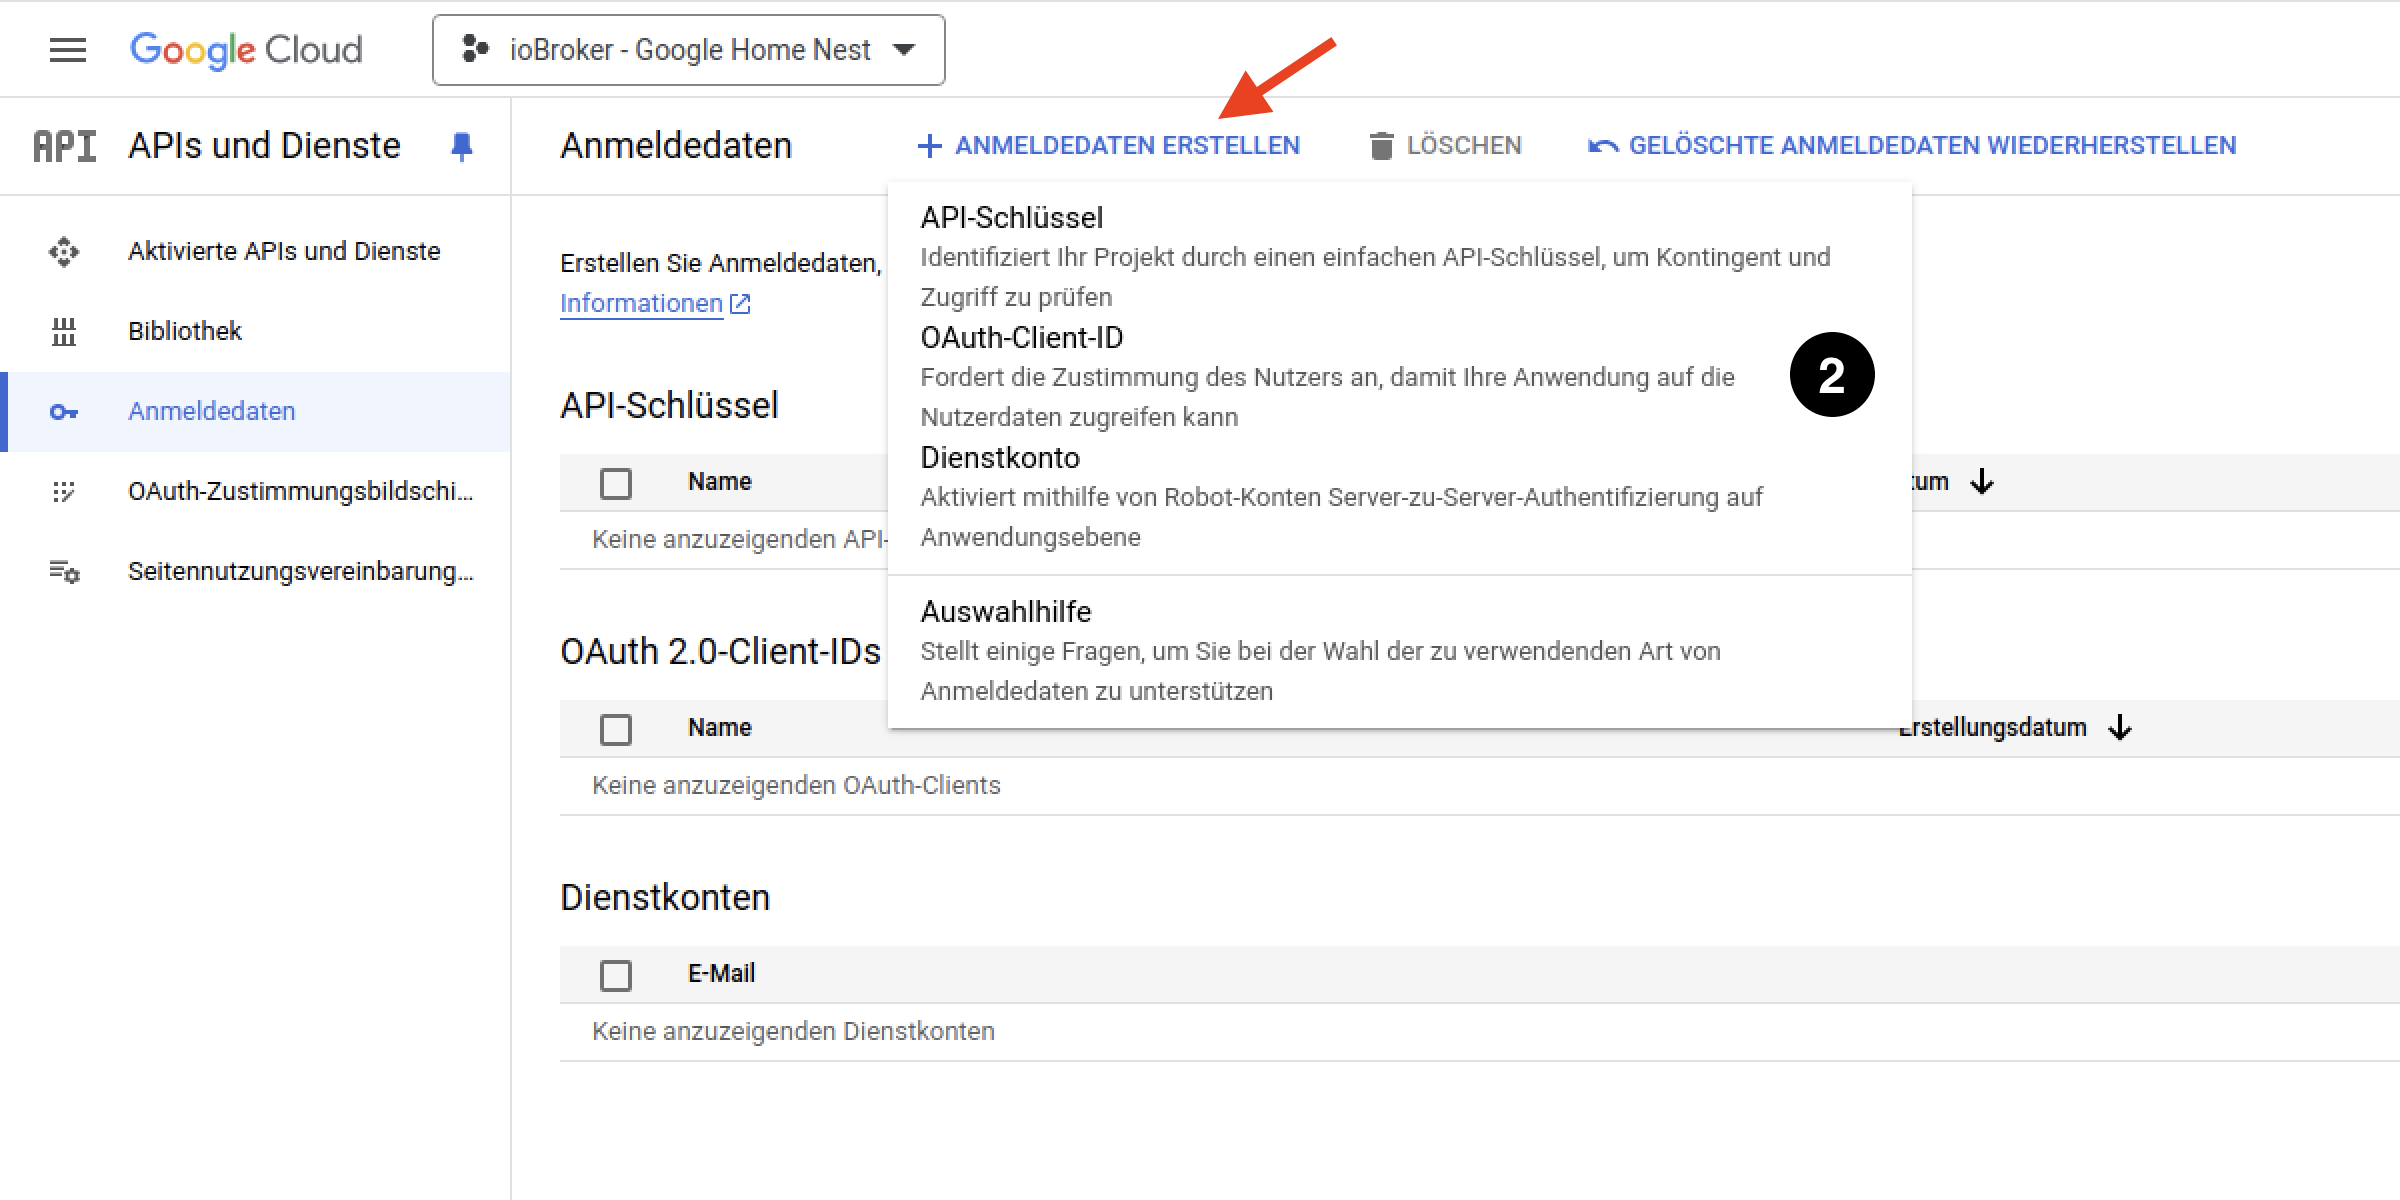 Google Cloud
ioBroker - Google Home Nest
API
APIs und Dienste
Anmeldedaten
ANMELDEDATEN ERSTELLEN
LÖSCHEN
GELÖSCHTE ANMELDEDATEN WIEDERHERSTELLEN
Aktivierte APIs und Dienste
Bibliothek
Anmeldedaten
OAuth-Zustimmungsbildschi...
Seitennutzungsvereinbarung...
Erstellen Sie Anmeldedaten,
Informationen
API-Schlüssel
Identifiziert Ihr Projekt durch einen einfachen API-Schlüssel, um Kontingent und
Zugriff zu prüfen
OAuth-Client-ID
Fordert die Zustimmung des Nutzers an, damit Ihre Anwendung auf die
Nutzerdaten zugreifen kann
2
Dienstkonto
Aktiviert mithilfe von Robot-Konten Server-zu-Server-Authentifizierung auf
Anwendungsebene
Auswahlhilfe
Stellt einige Fragen, um Sie bei der Wahl der zu verwendenden Art von
Anmeldedaten zu unterstützen
API-Schlüssel
Name
tum
Keine anzuzeigenden API-
OAuth 2.0-Client-IDs
Name
Erstellungsdatum
Keine anzuzeigenden OAuth-Clients
Dienstkonten
E-Mail
Keine anzuzeigenden Dienstkonten